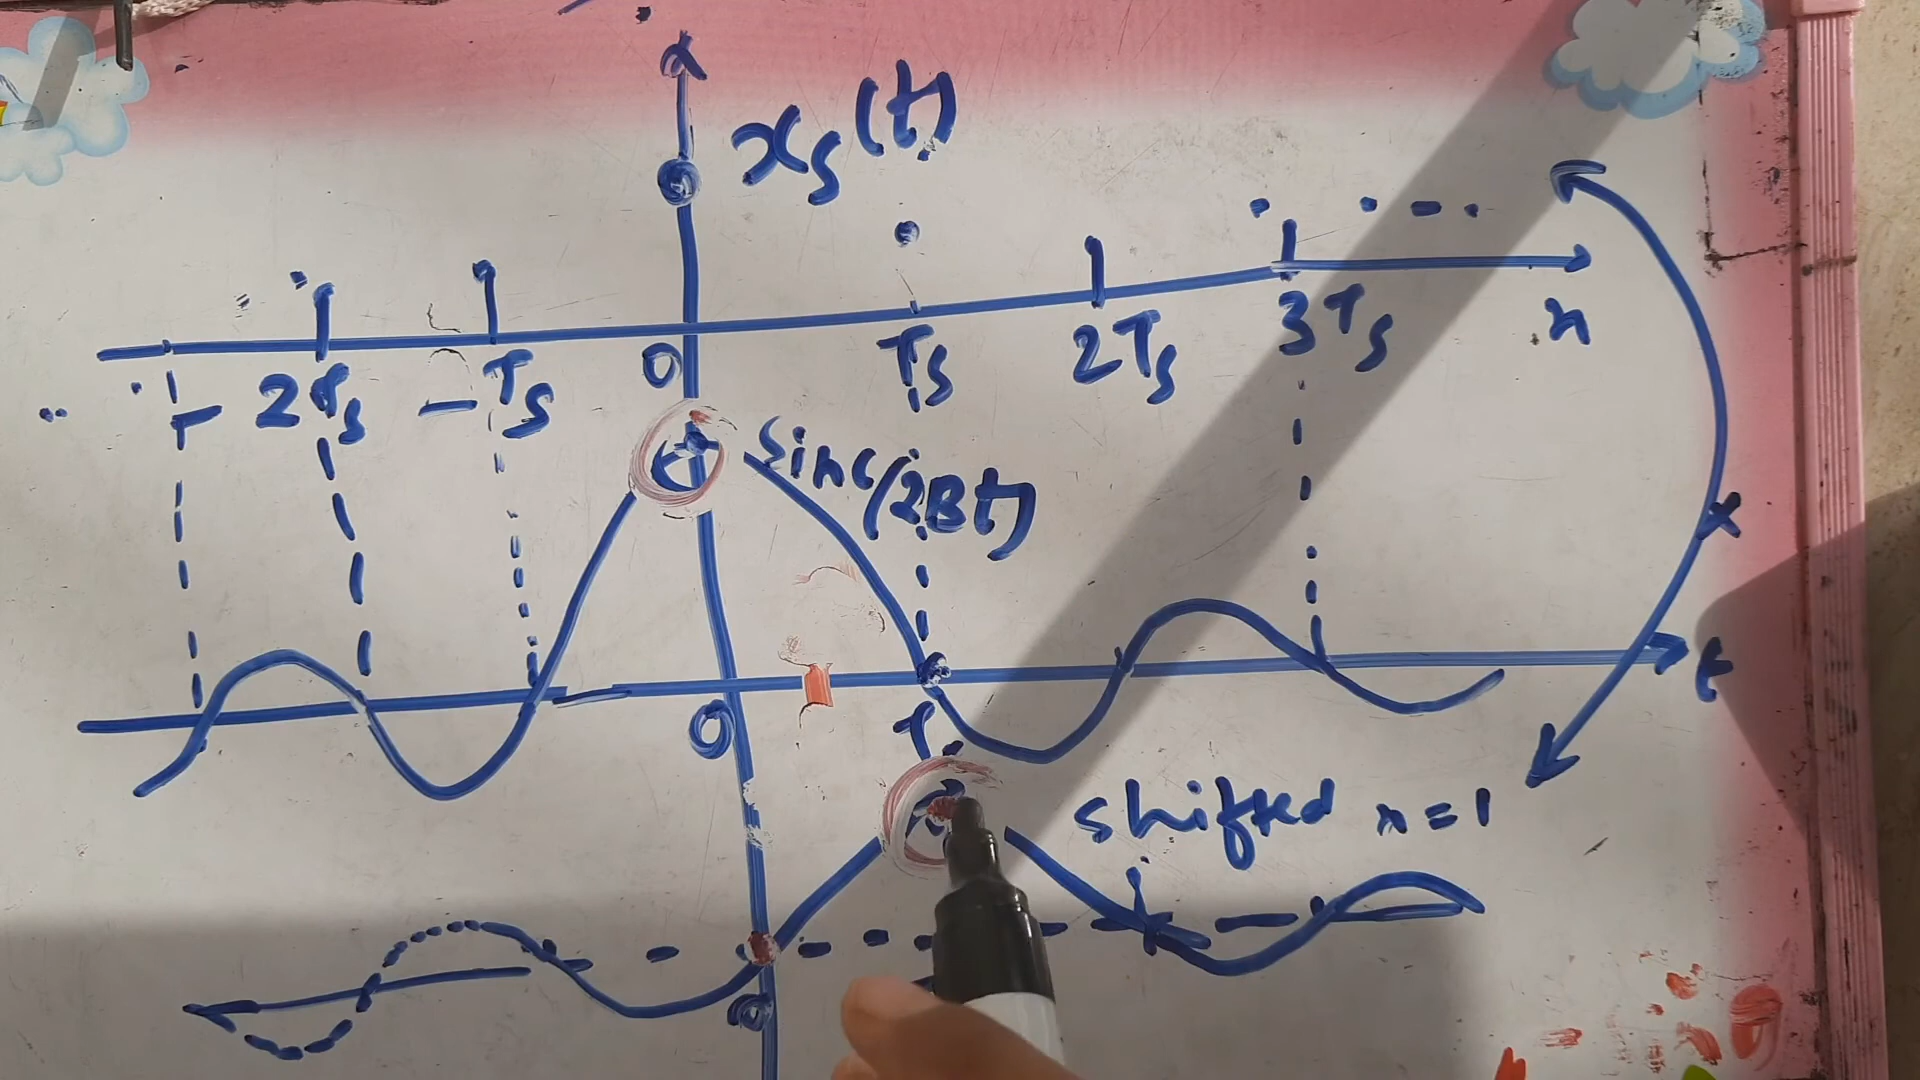 xs(t)
2Ts -Ts 0 Ts 2Ts 3Ts n
sinc(2Bt)
0 Ts t
shifted n=1
0